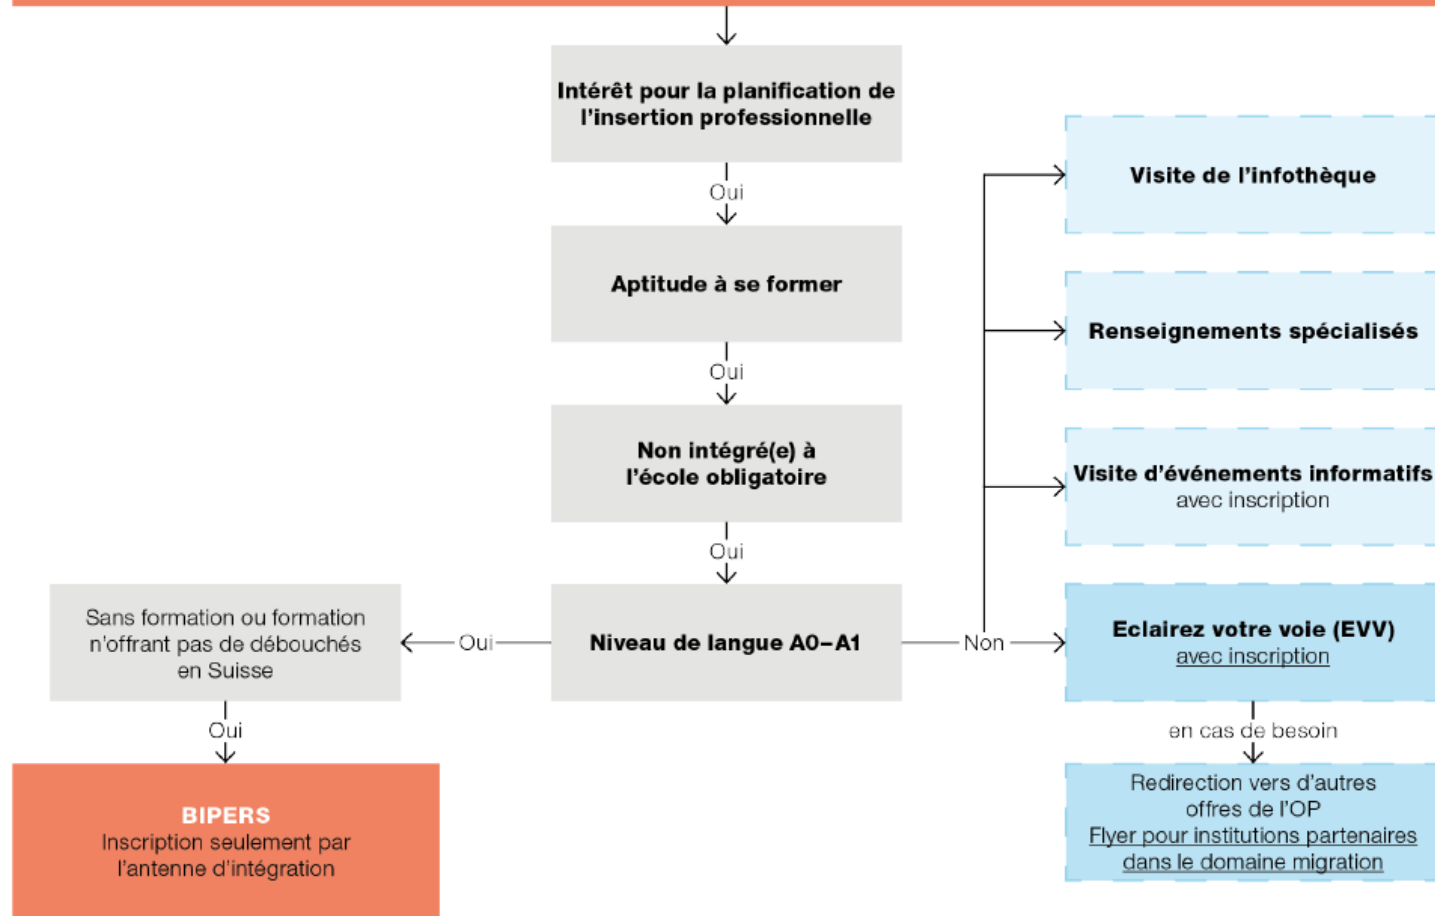 Intérêt pour la planification de
l'insertion professionnelle
Oui
Aptitude à se former
Oui
Non intégré(e) à
l'école obligatoire
Oui
Niveau de langue A0–A1
Oui
Sans formation ou formation
n'offrant pas de débouchés
en Suisse
Oui
BIPERS
Inscription seulement par
l'antenne d'intégration
Non
Visite de l'infothèque
Renseignements spécialisés
Visite d'événements informatifs
avec inscription
Eclairez votre voie (EVV)
avec inscription
en cas de besoin
Redirection vers d'autres
offres de l'OP
Flyer pour institutions partenaires
dans le domaine migration